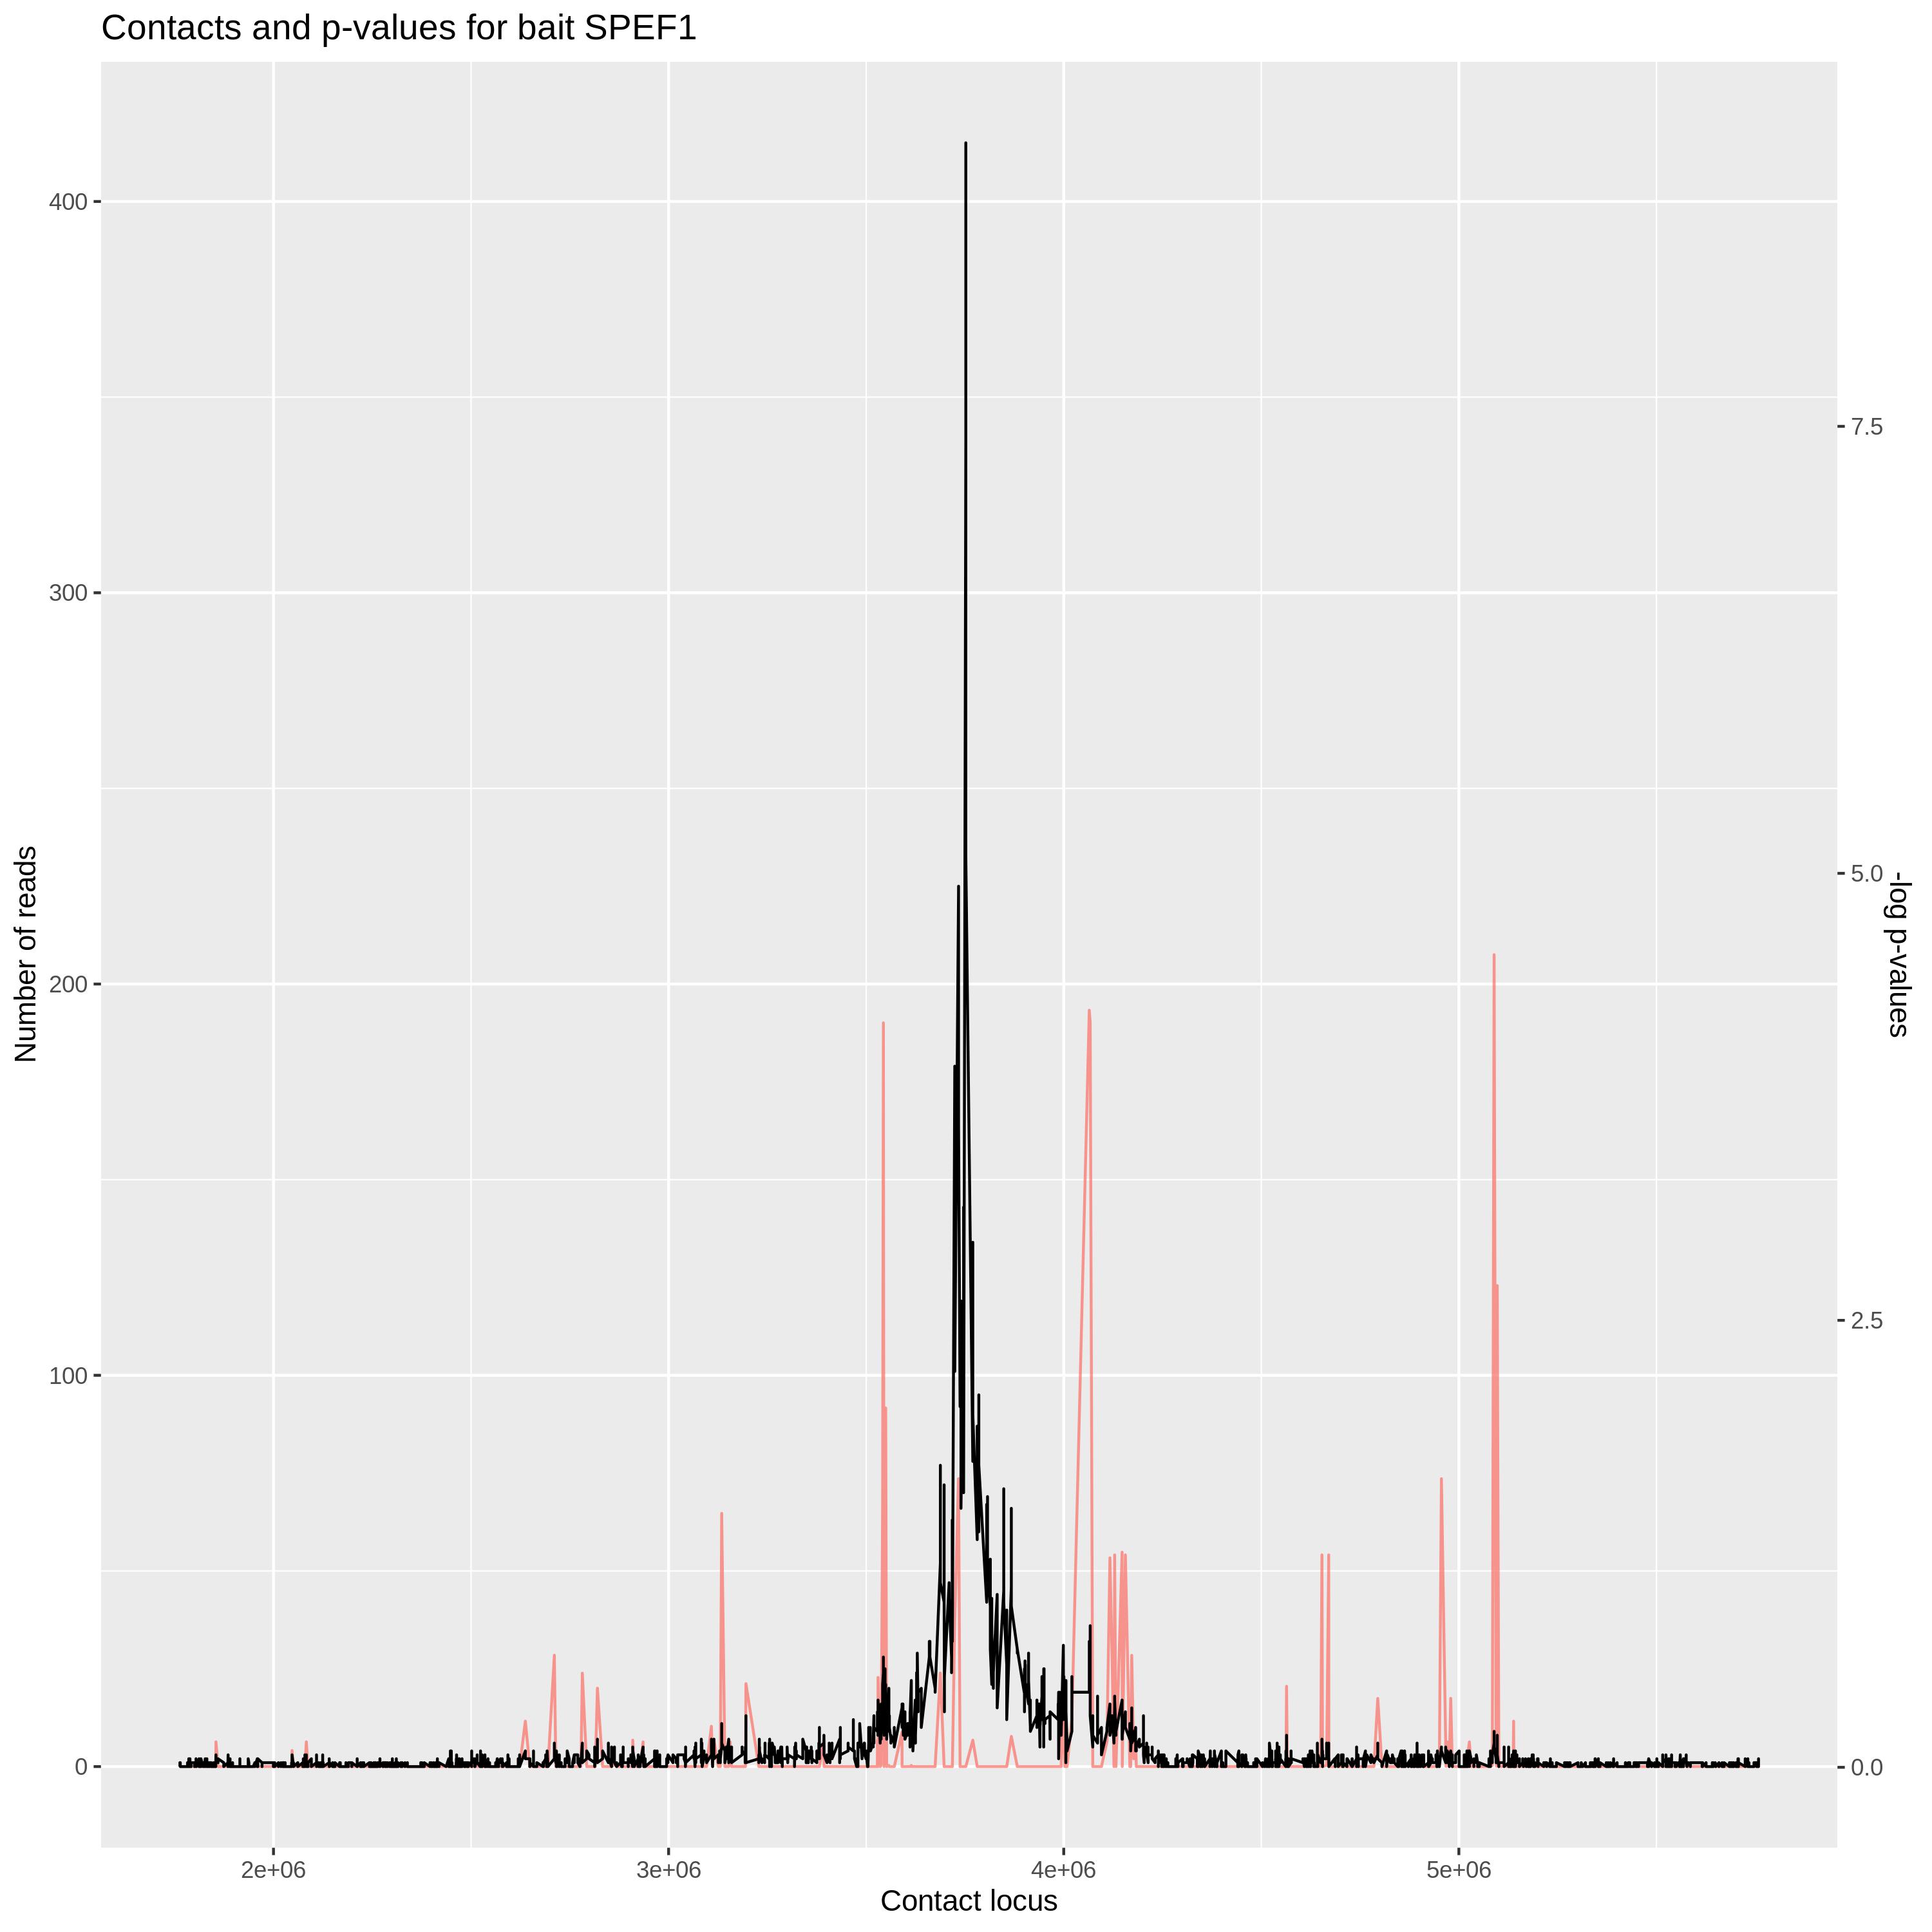 Contacts and p-values for bait SPEF1
Number of reads
400
300
200
100
0
7.5
5.0
2.5
0.0
-log p-values
2e+06
3e+06
4e+06
5e+06
Contact locus